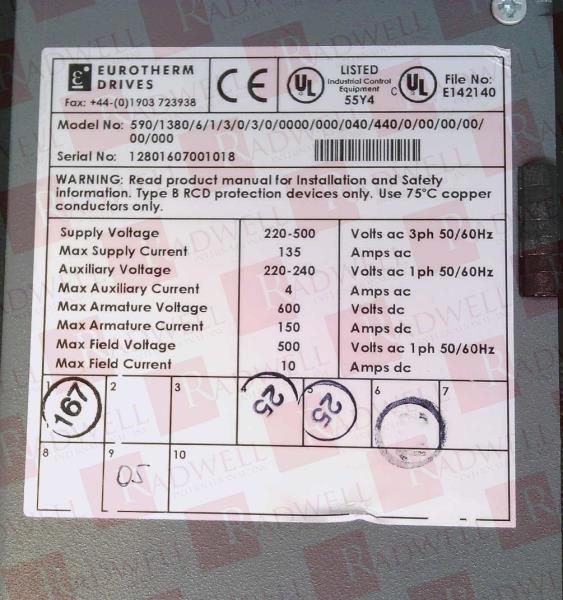 EUROTHERM
DRIVES
Fax: +44-(0)1903 723938
CE
UL
LISTED
Industrial Control
Equipment
55Y4
C UL
File No:
E142140
Model No: 590/1380/6/1/3/0/3/0/0000/000/040/440/0/00/00/00/
00/000
Serial No: 12801607001018
WARNING: Read product manual for Installation and Safety
information. Type B RCD protection devices only. Use 75°C copper
conductors only.
Supply Voltage 220-500 Volts ac 3ph 50/60Hz
Max Supply Current 135 Amps ac
Auxiliary Voltage 220-240 Volts ac 1ph 50/60Hz
Max Auxiliary Current 4 Amps ac
Max Armature Voltage 600 Volts dc
Max Armature Current 150 Amps dc
Max Field Voltage 500 Volts ac 1ph 50/60Hz
Max Field Current 10 Amps dc
1 2 3 4 5 6 7
167 25 25
8 9 10
RADWELL
INTERNATIONAL, INC.